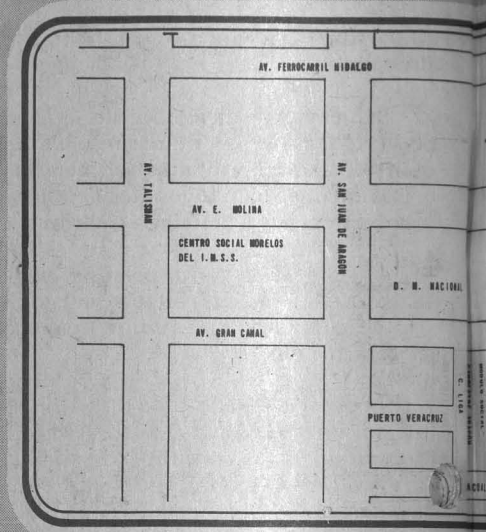 AV. FERROCARRIL HIDALGO
AV. TALISMAN
AV. SAN JUAN DE ARAGON
AV. E. MOLINA
CENTRO SOCIAL MORELOS
DEL I.M.S.S.
D. M. NACIONAL
AV. GRAN CANAL
C. LIGA
PUERTO VERACRUZ